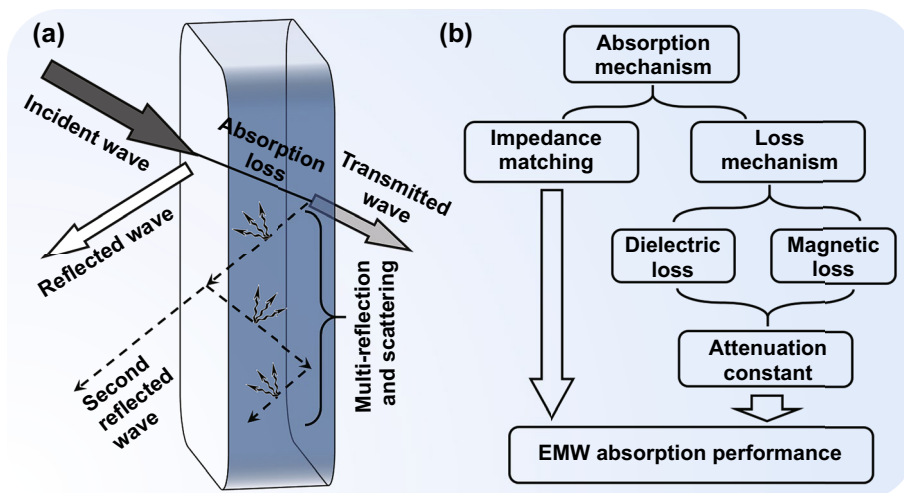 (a)
Incident wave
Reflected wave
Absorption
loss
Transmitted
wave
Second
reflected
wave
Multi-reflection
and scattering
(b)
Absorption
mechanism
Impedance
matching
Loss
mechanism
Dielectric
loss
Magnetic
loss
Attenuation
constant
EMW absorption performance